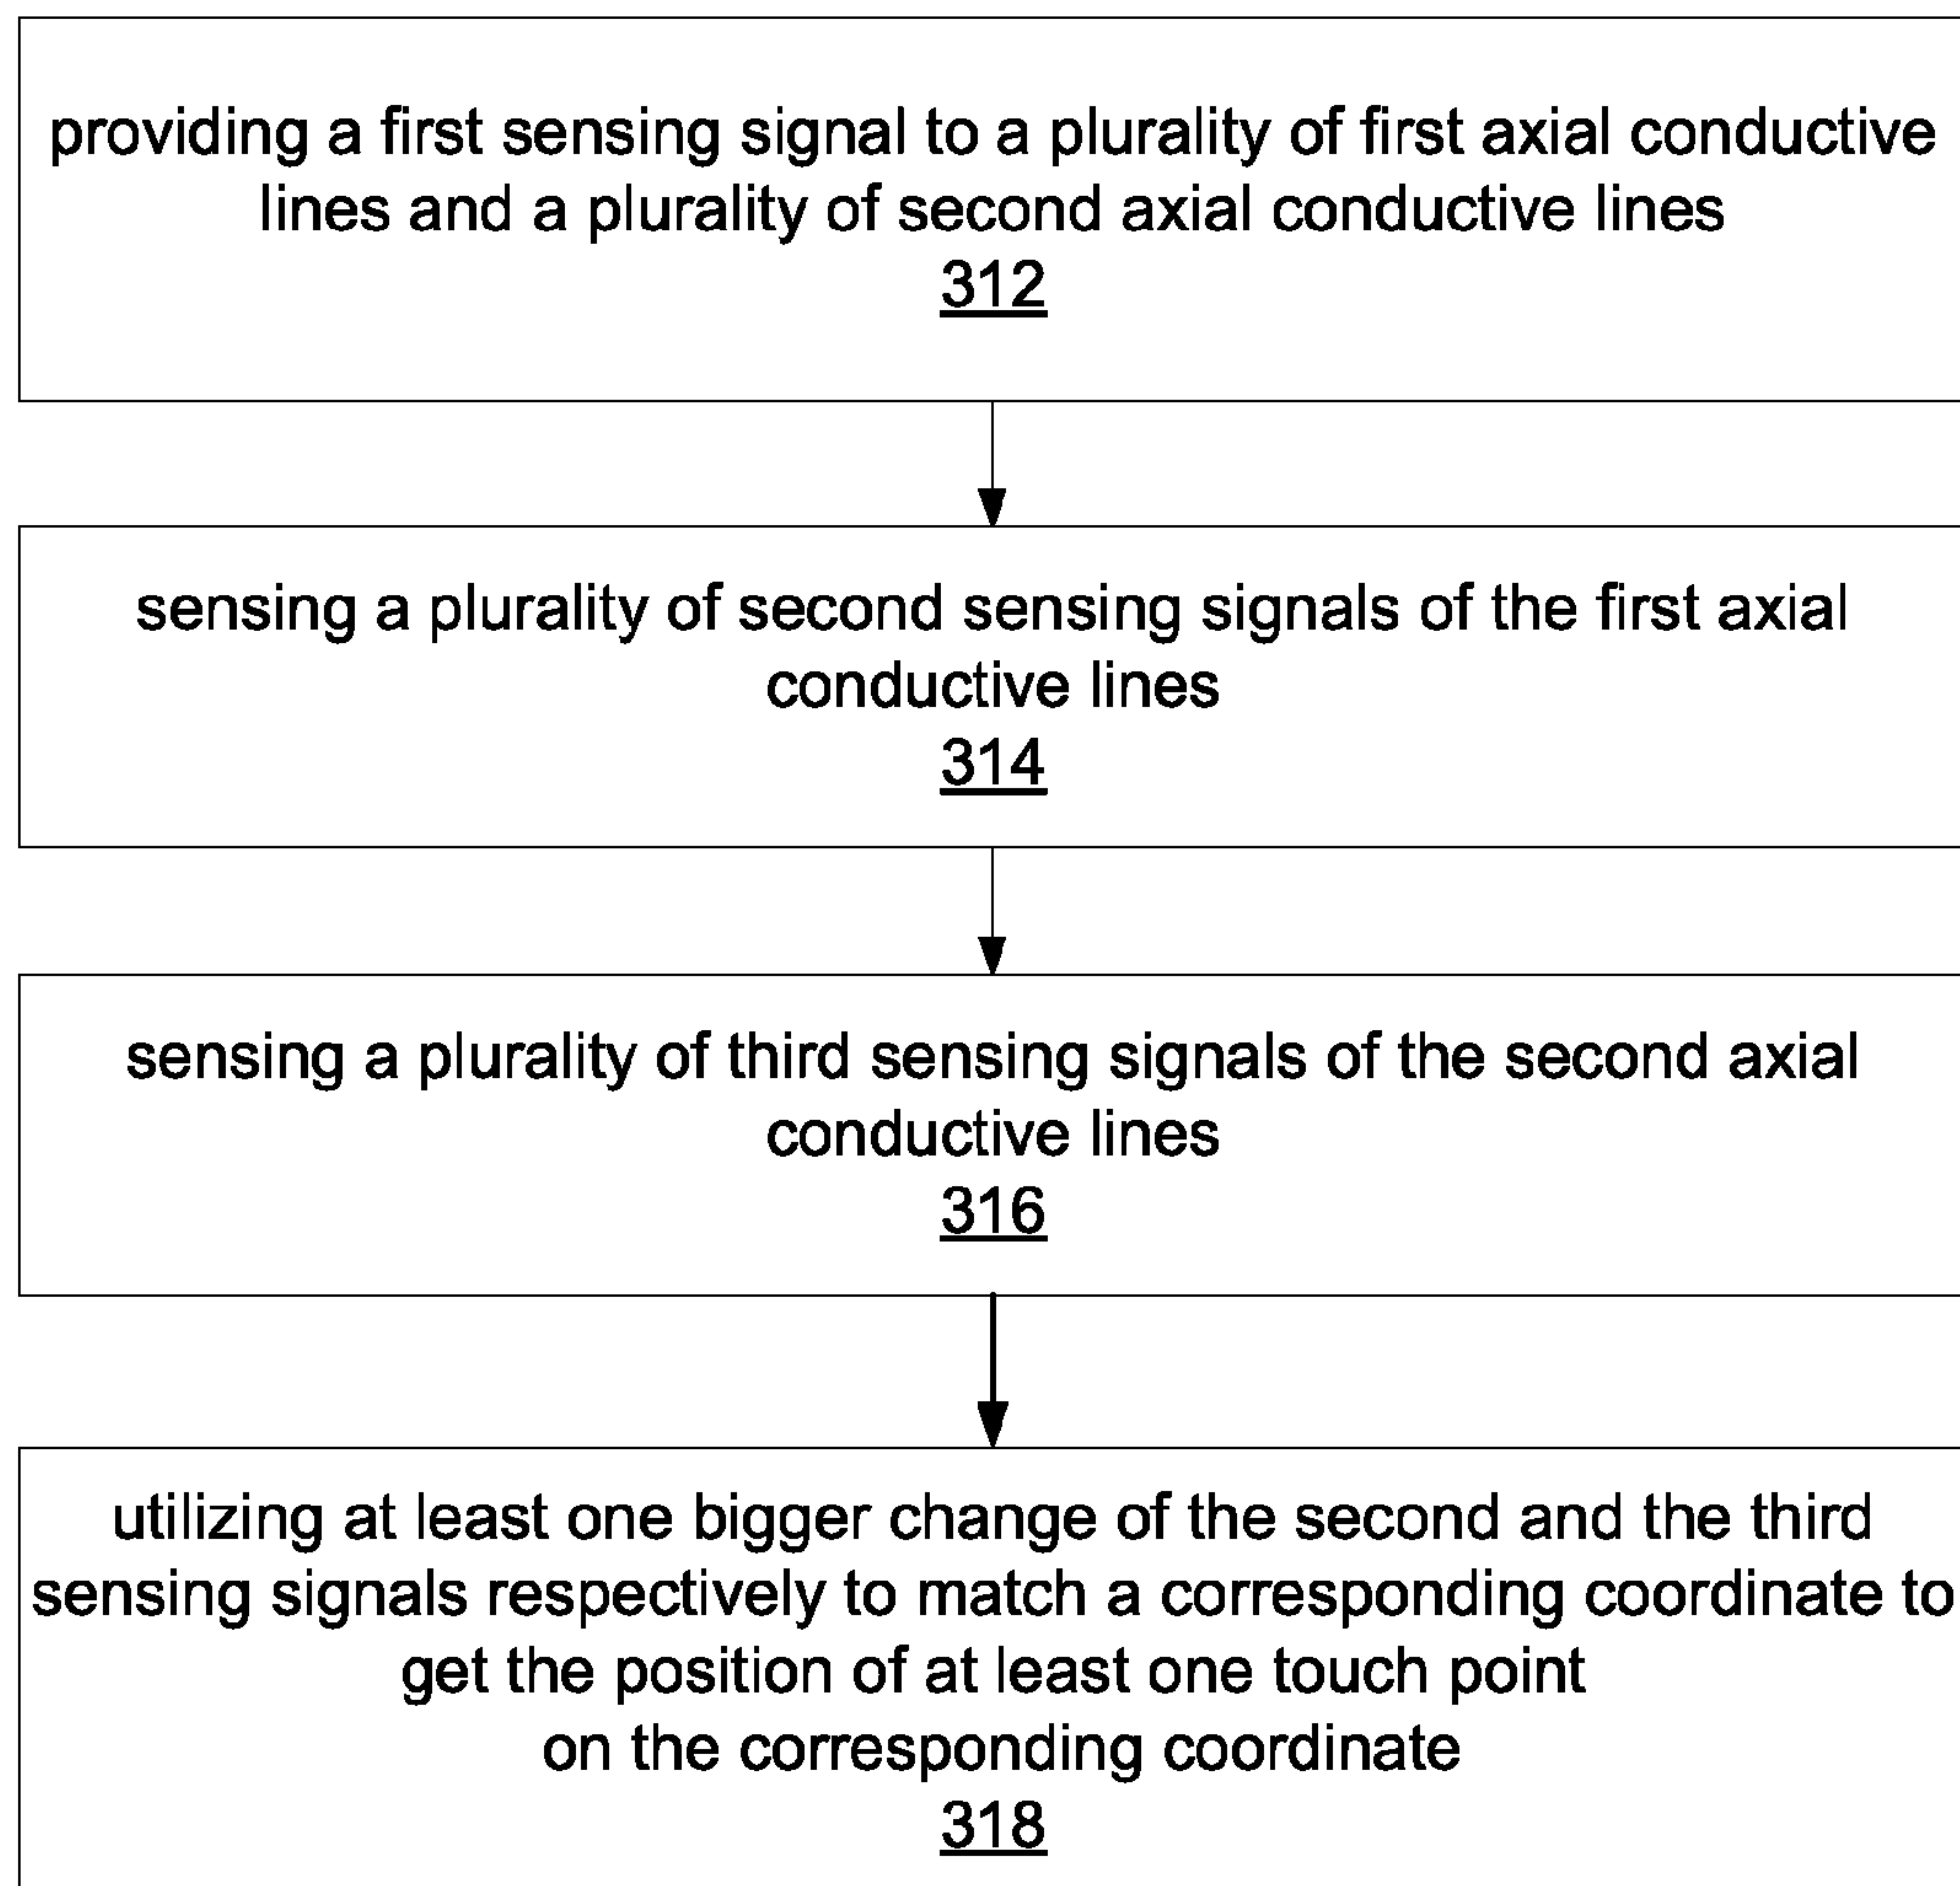 providing a first sensing signal to a plurality of first axial conductive
lines and a plurality of second axial conductive lines
312
sensing a plurality of second sensing signals of the first axial
conductive lines
314
sensing a plurality of third sensing signals of the second axial
conductive lines
316
utilizing at least one bigger change of the second and the third
sensing signals respectively to match a corresponding coordinate to
get the position of at least one touch point
on the corresponding coordinate
318